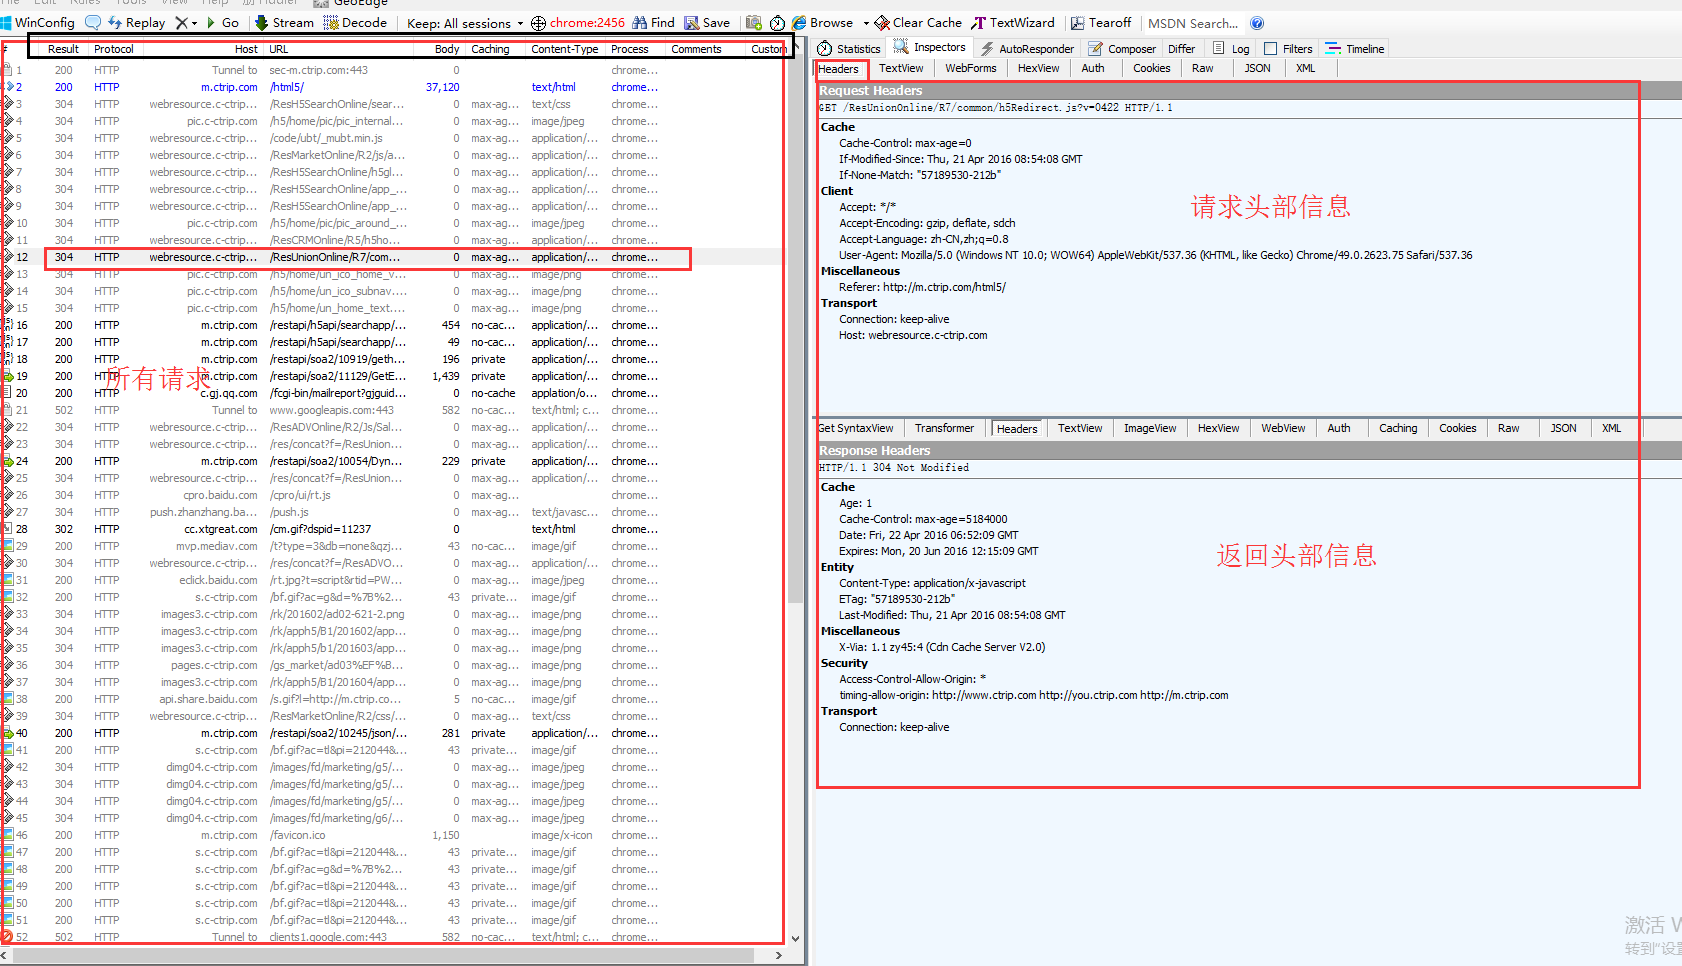 File Edit Rules Tools View Help GeoEdge
WinConfig Replay Go Stream Decode Keep: All sessions chrome:2456 Find Save Browse Clear Cache TextWizard Tearoff MSDN Search...
# Result Protocol Host URL Body Caching Content-Type Process Comments Custom
1 200 HTTP Tunnel to sec-m.ctrip.com:443 0 chrome...
2 200 HTTP m.ctrip.com /html5/ 37,120 text/html chrome...
3 304 HTTP webresource.c-ctrip... /ResH5SearchOnline/sear... 0 max-ag... text/css chrome...
4 304 HTTP pic.c-ctrip.com /h5/home/pic/pic_internal... 0 max-ag... image/jpeg chrome...
5 304 HTTP webresource.c-ctrip... /code/ubt/_mubt.min.js 0 max-ag... application/... chrome...
6 304 HTTP webresource.c-ctrip... /ResMarketOnline/R2/js/a... 0 max-ag... application/... chrome...
7 304 HTTP webresource.c-ctrip... /ResH5SearchOnline/h5gl... 0 max-ag... application/... chrome...
8 304 HTTP webresource.c-ctrip... /ResH5SearchOnline/app_... 0 max-ag... application/... chrome...
9 304 HTTP webresource.c-ctrip... /ResH5SearchOnline/app_... 0 max-ag... application/... chrome...
10 304 HTTP pic.c-ctrip.com /h5/home/pic/pic_around_... 0 max-ag... image/jpeg chrome...
11 304 HTTP webresource.c-ctrip... /ResCRMOnline/R5/h5ho... 0 max-ag... application/... chrome...
12 304 HTTP webresource.c-ctrip... /ResUnionOnline/R7/com... 0 max-ag... application/... chrome...
13 304 HTTP pic.c-ctrip.com /h5/home/un_ico_home_v... 0 max-ag... image/png chrome...
14 304 HTTP pic.c-ctrip.com /h5/home/un_ico_subnav.... 0 max-ag... image/png chrome...
15 304 HTTP pic.c-ctrip.com /h5/home/un_home_text.... 0 max-ag... image/png chrome...
16 200 HTTP m.ctrip.com /restapi/h5api/searchapp/... 454 no-cac... application/... chrome...
17 200 HTTP m.ctrip.com /restapi/h5api/searchapp/... 49 no-cac... application/... chrome...
18 200 HTTP m.ctrip.com /restapi/soa2/10919/geth... 196 private application/... chrome...
19 200 HTTP m.ctrip.com /restapi/soa2/11129/GetE... 1,439 private application/... chrome...
所有请求
20 200 HTTP c.gj.qq.com /fcgi-bin/mailreport?gjguid... 0 no-cache applation/o... chrome...
21 502 HTTP Tunnel to www.googleapis.com:443 582 no-cac... text/html; c... chrome...
22 304 HTTP webresource.c-ctrip... /ResADVOnline/R2/Js/Sal... 0 max-ag... application/... chrome...
23 304 HTTP webresource.c-ctrip... /res/concat?f=/ResUnion... 0 max-ag... application/... chrome...
24 200 HTTP m.ctrip.com /restapi/soa2/10054/Dyn... 229 private application/... chrome...
25 304 HTTP webresource.c-ctrip... /res/concat?f=/ResUnion... 0 max-ag... application/... chrome...
26 304 HTTP cpro.baidu.com /cpro/ui/rt.js 0 max-ag... chrome...
27 304 HTTP push.zhanzhang.ba... /push.js 0 max-ag... text/javasc... chrome...
28 302 HTTP cc.xtgreat.com /cm.gif?dspid=11237 0 text/html chrome...
29 200 HTTP mvp.mediav.com /t?type=3&db=none&qzj... 43 no-cac... image/gif chrome...
30 304 HTTP webresource.c-ctrip... /res/concat?f=/ResADVO... 0 max-ag... application/... chrome...
31 200 HTTP eclick.baidu.com /rt.jpg?t=script&rtid=PW... 0 max-ag... image/jpeg chrome...
32 200 HTTP s.c-ctrip.com /bf.gif?ac=g&d=%7B%2... 43 private... image/gif chrome...
33 304 HTTP images3.c-ctrip.com /rk/201602/ad02-621-2.png 0 max-ag... image/png chrome...
34 304 HTTP images3.c-ctrip.com /rk/apph5/B1/201602/app... 0 max-ag... image/png chrome...
35 304 HTTP images3.c-ctrip.com /rk/apph5/b1/201603/app... 0 max-ag... image/png chrome...
36 304 HTTP pages.c-ctrip.com /gs_market/ad03%EF%B... 0 max-ag... image/png chrome...
37 304 HTTP images3.c-ctrip.com /rk/apph5/B1/201604/app... 0 max-ag... image/png chrome...
38 200 HTTP api.share.baidu.com /s.gif?l=http://m.ctrip.co... 5 no-cac... image/gif chrome...
39 304 HTTP webresource.c-ctrip... /ResMarketOnline/R2/css/... 0 max-ag... text/css chrome...
40 200 HTTP m.ctrip.com /restapi/soa2/10245/json/... 281 private application/... chrome...
41 200 HTTP s.c-ctrip.com /bf.gif?ac=tl&pi=212044&... 43 private... image/gif chrome...
42 304 HTTP dimg04.c-ctrip.com /images/fd/marketing/g5/... 0 max-ag... image/jpeg chrome...
43 304 HTTP dimg04.c-ctrip.com /images/fd/marketing/g5/... 0 max-ag... image/jpeg chrome...
44 304 HTTP dimg04.c-ctrip.com /images/fd/marketing/g5/... 0 max-ag... image/jpeg chrome...
45 304 HTTP dimg04.c-ctrip.com /images/fd/marketing/g6/... 0 max-ag... image/jpeg chrome...
46 200 HTTP m.ctrip.com /favicon.ico 1,150 image/x-icon chrome...
47 200 HTTP s.c-ctrip.com /bf.gif?ac=tl&pi=212044&... 43 private... image/gif chrome...
48 200 HTTP s.c-ctrip.com /bf.gif?ac=g&d=%7B%2... 43 private... image/gif chrome...
49 200 HTTP s.c-ctrip.com /bf.gif?ac=tl&pi=212044&... 43 private... image/gif chrome...
50 200 HTTP s.c-ctrip.com /bf.gif?ac=tl&pi=212044&... 43 private... image/gif chrome...
51 200 HTTP s.c-ctrip.com /bf.gif?ac=tl&pi=212044&... 43 private... image/gif chrome...
52 502 HTTP Tunnel to clients1.google.com:443 582 no-cac... text/html; c... chrome...
Statistics Inspectors AutoResponder Composer Differ Log Filters Timeline
Headers TextView WebForms HexView Auth Cookies Raw JSON XML
Request Headers
GET /ResUnionOnline/R7/common/h5Redirect.js?v=0422 HTTP/1.1
Cache
Cache-Control: max-age=0
If-Modified-Since: Thu, 21 Apr 2016 08:54:08 GMT
If-None-Match: "57189530-212b"
Client
Accept: */*
请求头部信息
Accept-Encoding: gzip, deflate, sdch
Accept-Language: zh-CN,zh;q=0.8
User-Agent: Mozilla/5.0 (Windows NT 10.0; WOW64) AppleWebKit/537.36 (KHTML, like Gecko) Chrome/49.0.2623.75 Safari/537.36
Miscellaneous
Referer: http://m.ctrip.com/html5/
Transport
Connection: keep-alive
Host: webresource.c-ctrip.com
Get SyntaxView Transformer Headers TextView ImageView HexView WebView Auth Caching Cookies Raw JSON XML
Response Headers
HTTP/1.1 304 Not Modified
Cache
Age: 1
Cache-Control: max-age=5184000
Date: Fri, 22 Apr 2016 06:52:09 GMT
Expires: Mon, 20 Jun 2016 12:15:09 GMT
返回头部信息
Entity
Content-Type: application/x-javascript
ETag: "57189530-212b"
Last-Modified: Thu, 21 Apr 2016 08:54:08 GMT
Miscellaneous
X-Via: 1.1 zy45:4 (Cdn Cache Server V2.0)
Security
Access-Control-Allow-Origin: *
timing-allow-origin: http://www.ctrip.com http://you.ctrip.com http://m.ctrip.com
Transport
Connection: keep-alive
激活 W
转到"设置